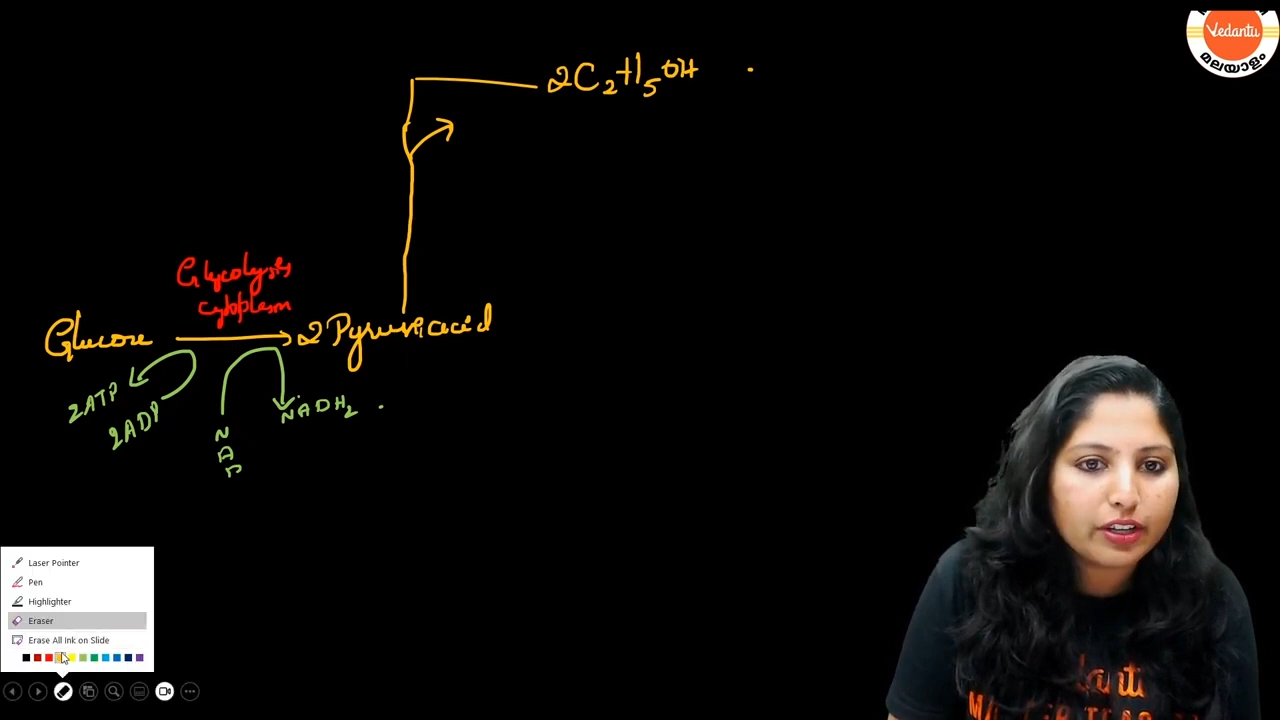 Vedantu
മലയാളം
2C2H5OH
Glycolysis
cytoplasm
Glucose
2 Pyruvic acid
2ATP
2ADP
NADH2
NAD
Laser Pointer
Pen
Highlighter
Eraser
Erase All Ink on Slide